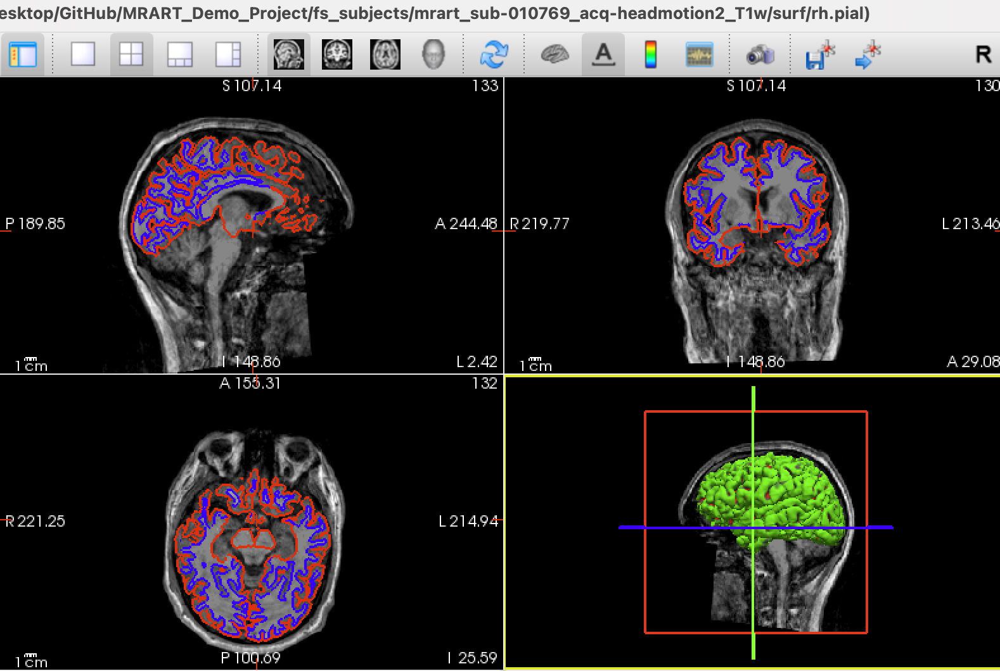 esktop/GitHub/MRART_Demo_Project/fs_subjects/mrart_sub-010769_acq-headmotion2_T1w/surf/rh.pial)
A
R
S 107.14
133
S 107.14
130
P 189.85
A 244.48
R 219.77
L 213.46
1 cm
I 148.86
L 2.42
1 cm
I 148.86
A 29.08
A 155.31
132
R 221.25
L 214.94
1 cm
P 100.69
I 25.59